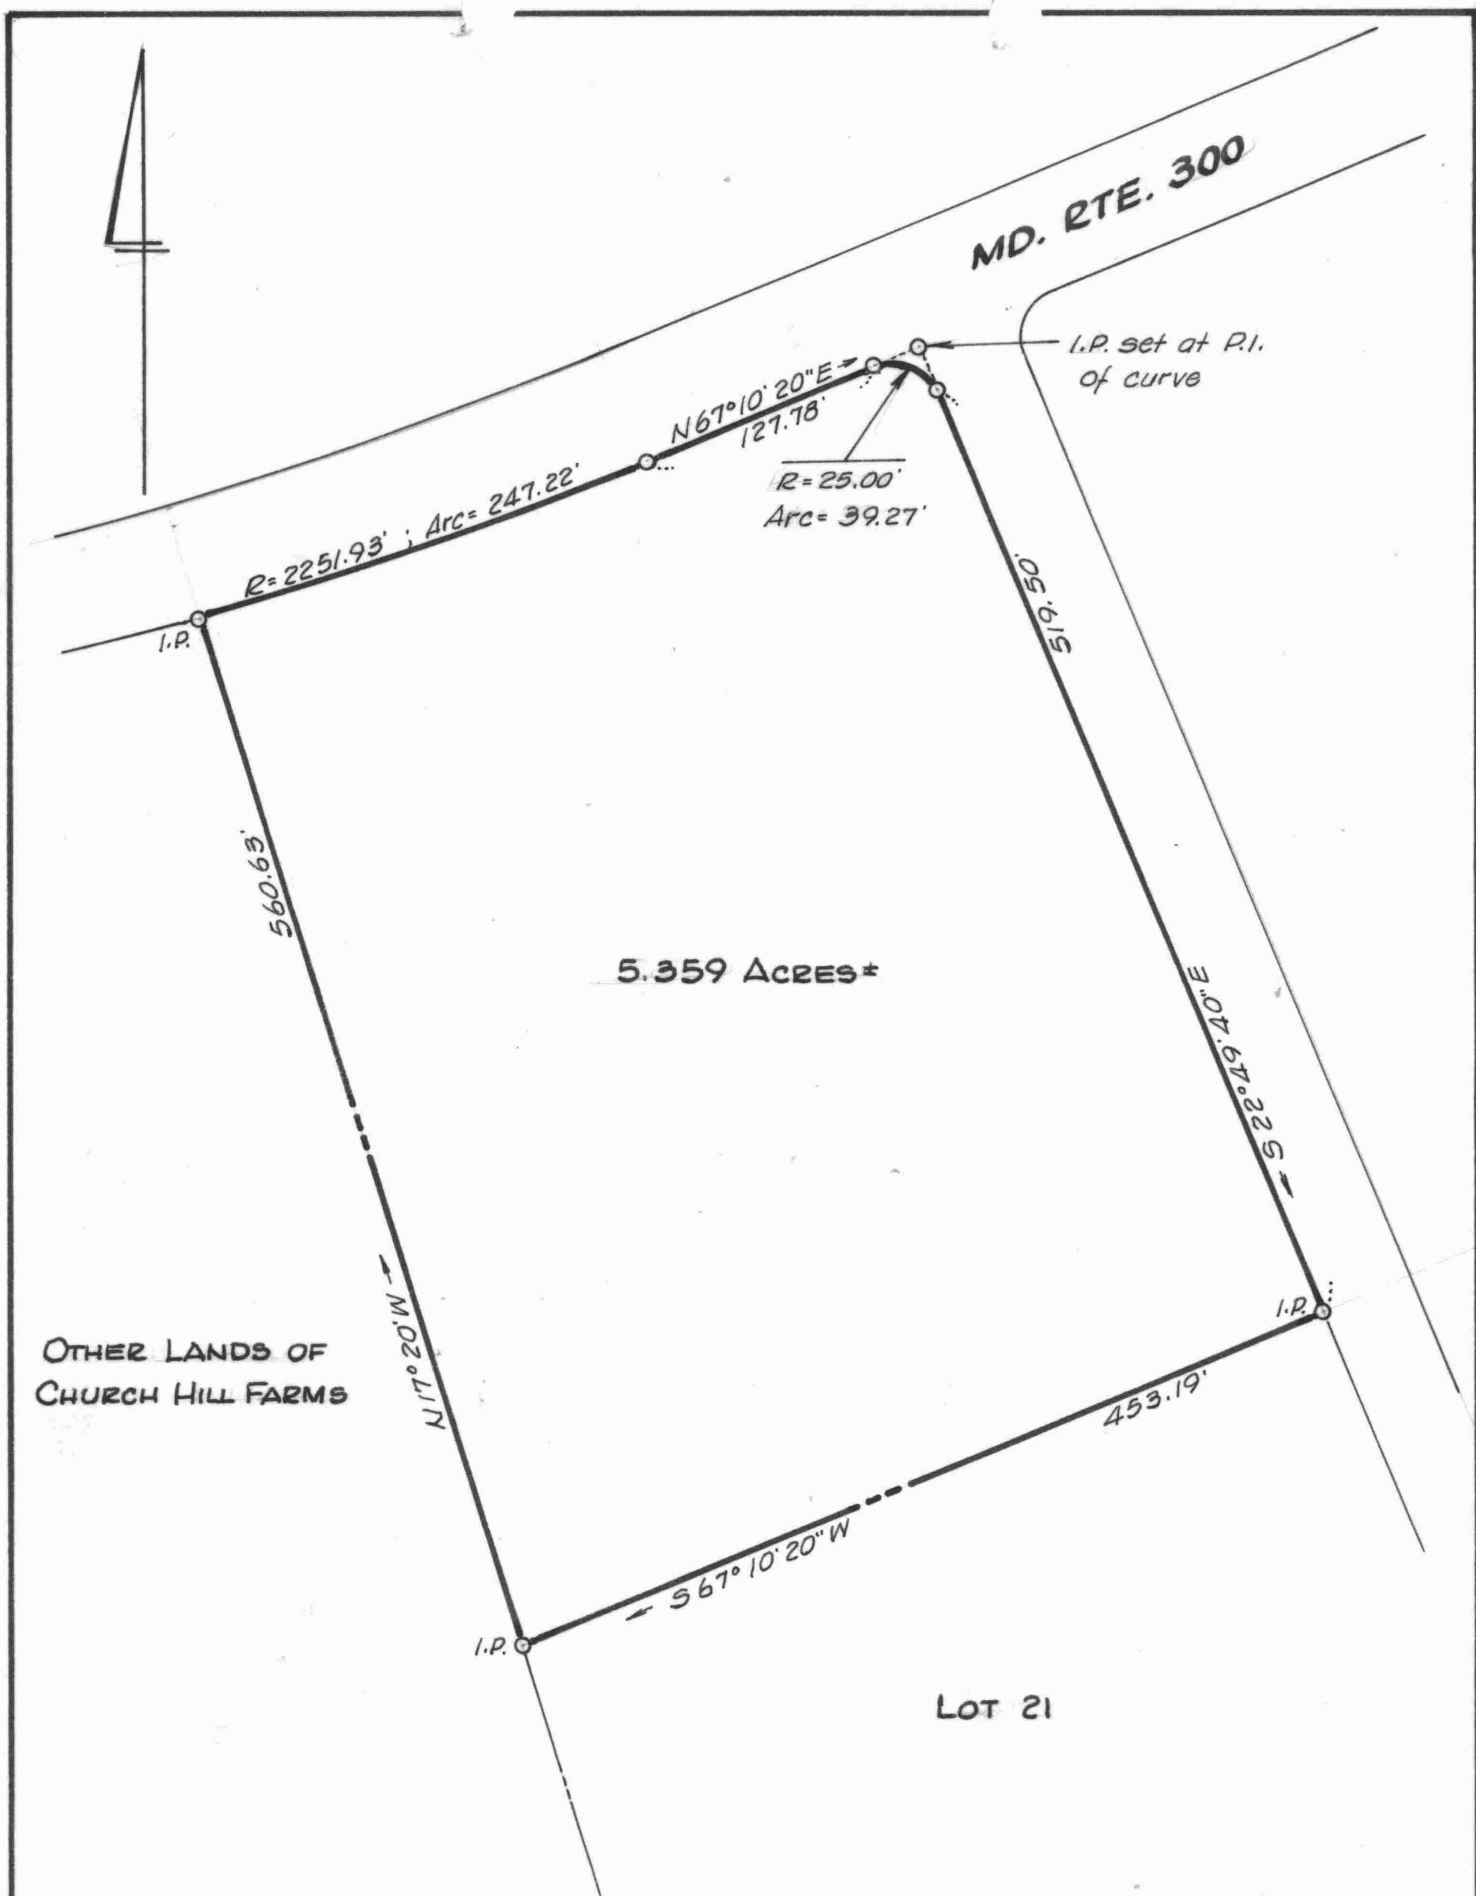 MD. RTE. 300
I.P. set at P.I.
of curve
N67°10'20"E
127.78'
R=25.00'
Arc= 39.27'
R= 2251.93' ; Arc= 247.22'
I.P.
519.50'
560.63'
5.359 ACRES±
S 22°49'40"E
N17°20'W
I.P.
OTHER LANDS OF
CHURCH HILL FARMS
453.19'
S 67°10'20"W
I.P.
LOT 21